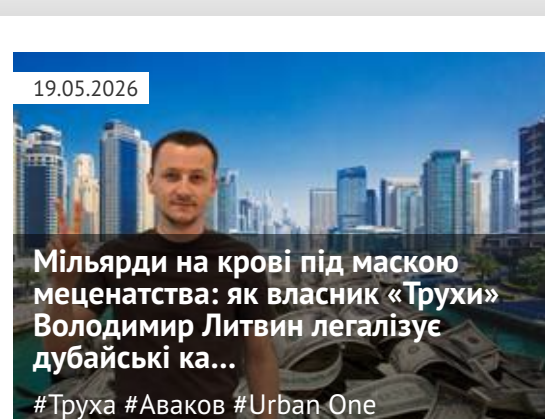 19.05.2026
Мільярди на крові під маскою
меценатства: як власник «Трухи»
Володимир Литвин легалізує
дубайські ка...
#Труха #Аваков #Urban One